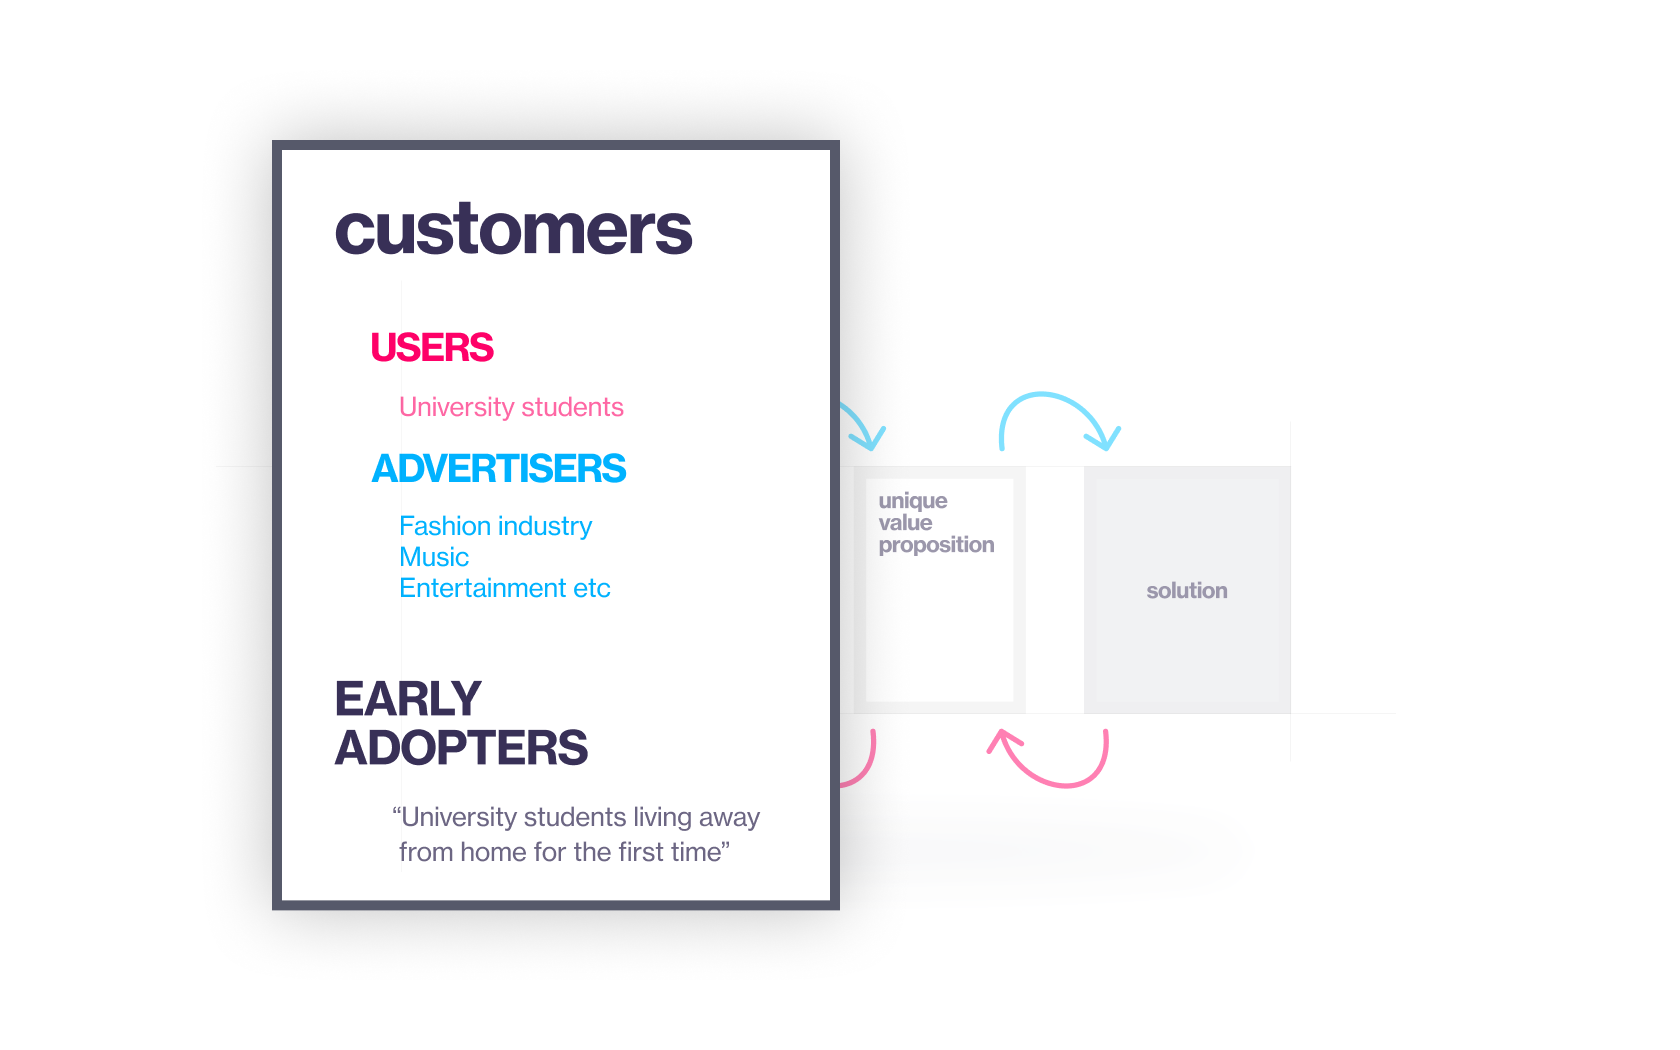 customers
USERS
University students
ADVERTISERS
Fashion industry
Music
Entertainment etc
EARLY
ADOPTERS
“University students living away
from home for the first time”
unique
value
proposition
solution